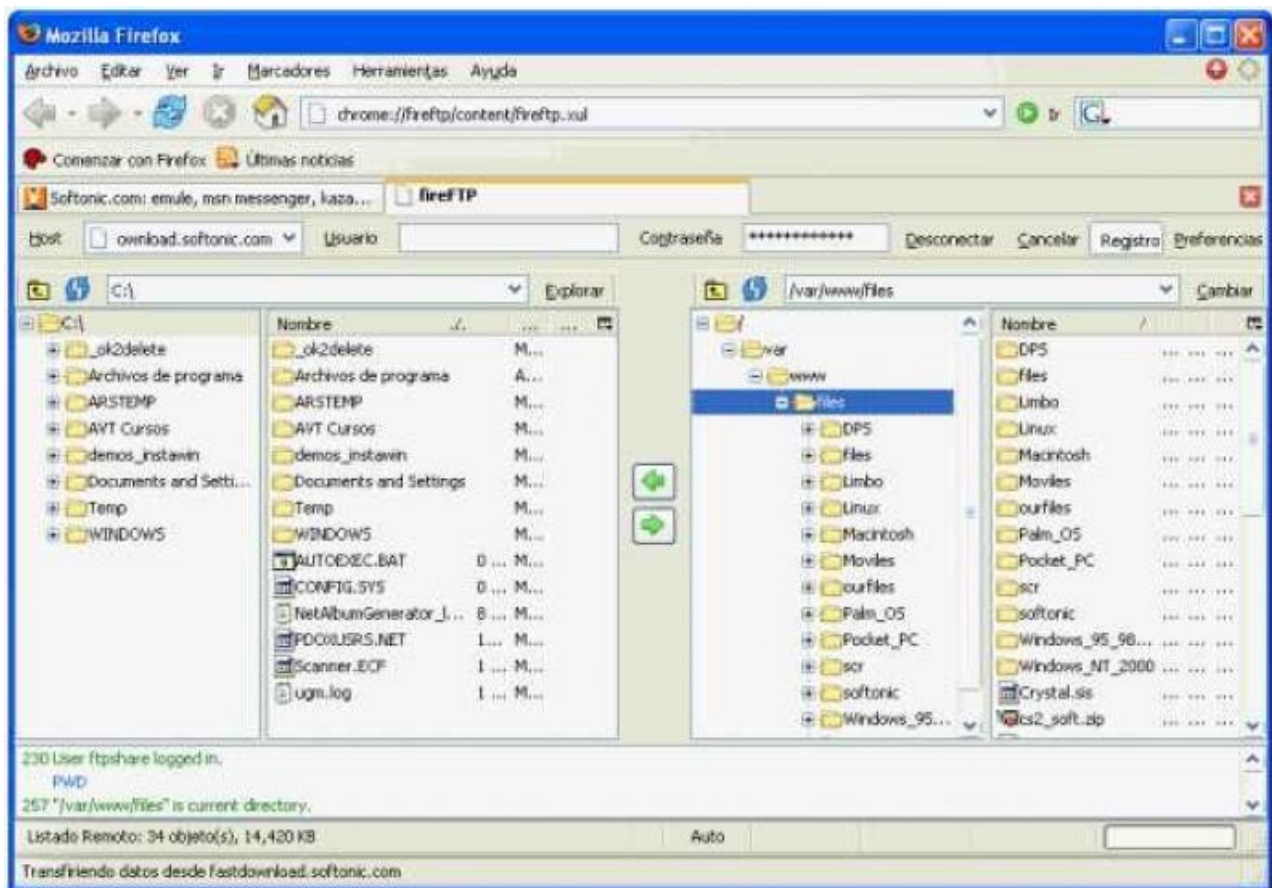 Mozilla Firefox
Archivo Editar Ver Ir Marcadores Herramientas Ayuda
chrome://fireftp/content/fireftp.xul Ir G
Comenzar con Firefox Últimas noticias
Softonic.com: emule, msn messenger, kaza... fireFTP
Host ownload.softonic.com Usuario Contraseña ************ Desconectar Cancelar Registro Preferencias
C:\ Explorar /var/www/files Cambiar
C:\ Nombre ... ... / Nombre
_ok2delete _ok2delete M... var DPS ... ... ...
Archivos de programa Archivos de programa A... www files ... ... ...
ARSTEMP ARSTEMP M... files Limbo ... ... ...
AVT Cursos AVT Cursos M... DPS Linux ... ... ...
demos_instawin demos_instawin M... files Macintosh ... ... ...
Documents and Setti... Documents and Settings M... Limbo Moviles ... ... ...
Temp Temp M... Linux ourfiles ... ... ...
WINDOWS WINDOWS M... Macintosh Palm_OS ... ... ...
AUTOEXEC.BAT 0 ... M... Moviles Pocket_PC ... ... ...
CONFIG.SYS 0 ... M... ourfiles scr ... ... ...
NetAlbumGenerator_l... 8 ... M... Palm_OS softonic ... ... ...
PDOXUSRS.NET 1... M... Pocket_PC Windows_95_98... ... ... ...
Scanner.ECF 1 ... M... scr Windows_NT_2000 ... ... ...
ugm.log 1 ... M... softonic Crystal.sis ... ... ...
Windows_95... cs2_soft.zip ... ... ...
230 User ftpshare logged in.
PWD
257 "/var/www/files" is current directory.
Listado Remoto: 34 objeto(s), 14,420 KB Auto
Transfiriendo datos desde fastdownload.softonic.com